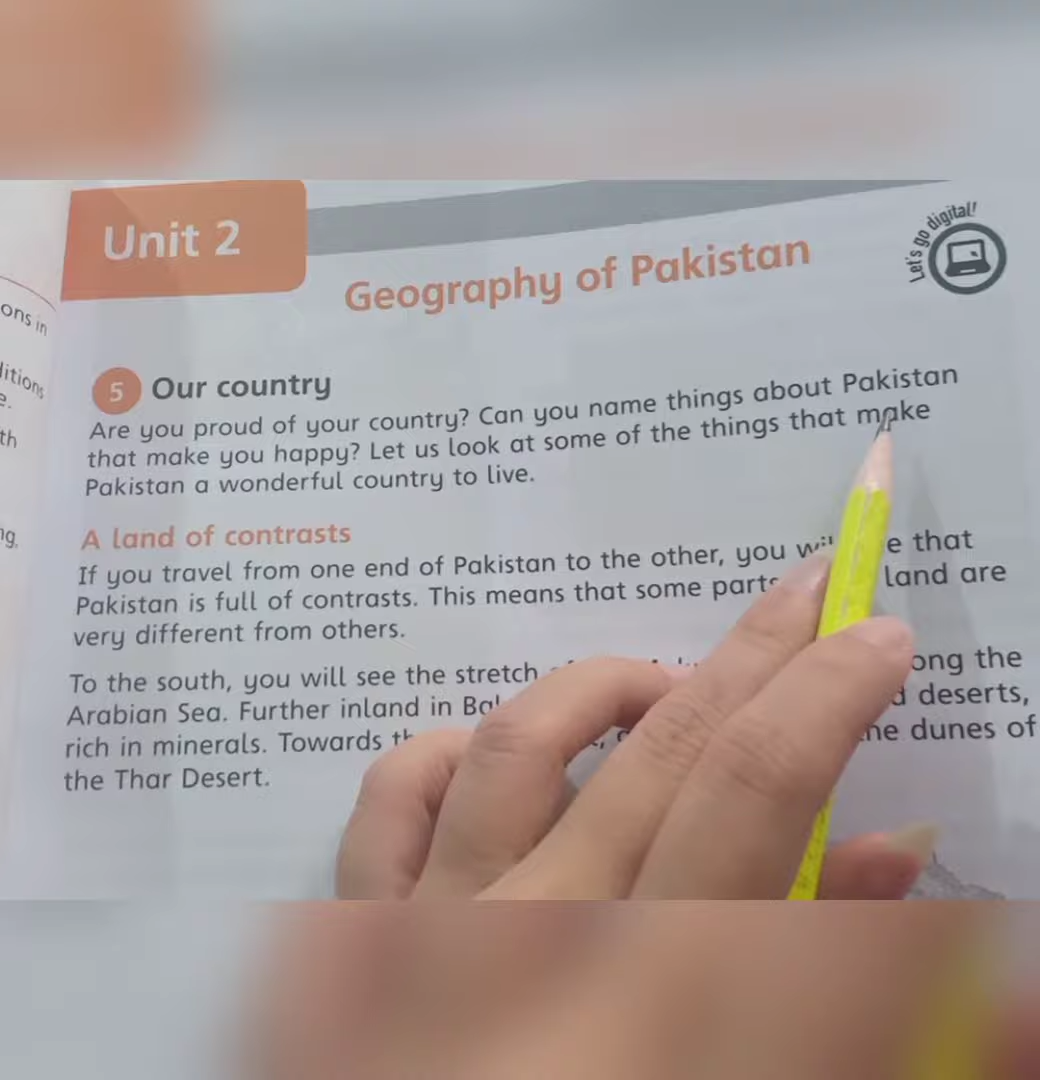 ons in
litions
e.
th
ng.
Unit 2
Let's go digital!
Geography of Pakistan
5 Our country
Are you proud of your country? Can you name things about Pakistan
that make you happy? Let us look at some of the things that make
Pakistan a wonderful country to live.
A land of contrasts
If you travel from one end of Pakistan to the other, you that
Pakistan is full of contrasts. This means that some land are
very different from others.
To the south, you will see the stretch the
Arabian Sea. Further inland in deserts,
rich in minerals. Towards dunes of
the Thar Desert.